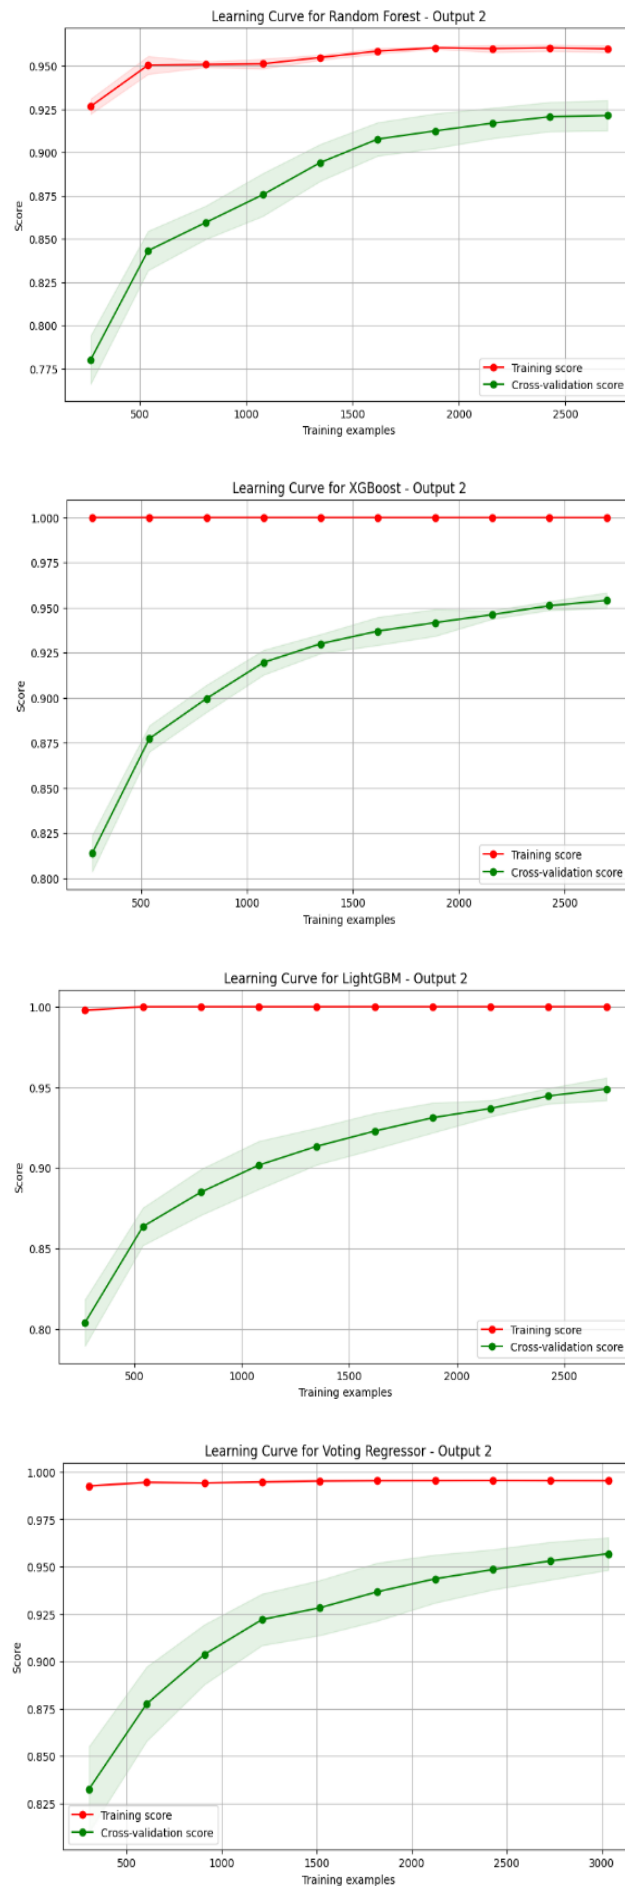 Learning Curve for Random Forest - Output 2
0.950
0.925
0.900
0.875
0.850
0.825
0.800
0.775
Score
Training score
Cross-validation score
500 1000 1500 2000 2500
Training examples
Learning Curve for XGBoost - Output 2
1.000
0.975
0.950
0.925
0.900
0.875
0.850
0.825
0.800
Score
Training score
Cross-validation score
500 1000 1500 2000 2500
Training examples
Learning Curve for LightGBM - Output 2
1.00
0.95
0.90
0.85
0.80
Score
Training score
Cross-validation score
500 1000 1500 2000 2500
Training examples
Learning Curve for Voting Regressor - Output 2
1.000
0.975
0.950
0.925
0.900
0.875
0.850
0.825
Score
Training score
Cross-validation score
500 1000 1500 2000 2500 3000
Training examples